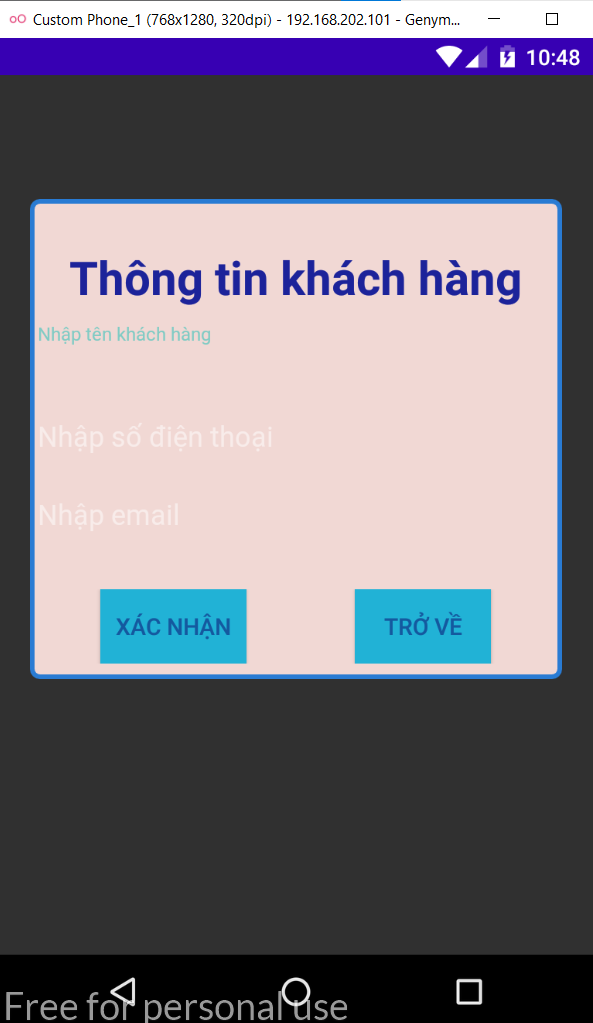 Custom Phone_1 (768x1280, 320dpi) - 192.168.202.101 - Genym...
10:48
Thông tin khách hàng
Nhập tên khách hàng
Nhập số điện thoại
Nhập email
XÁC NHẬN
TRỞ VỀ
Free for personal use